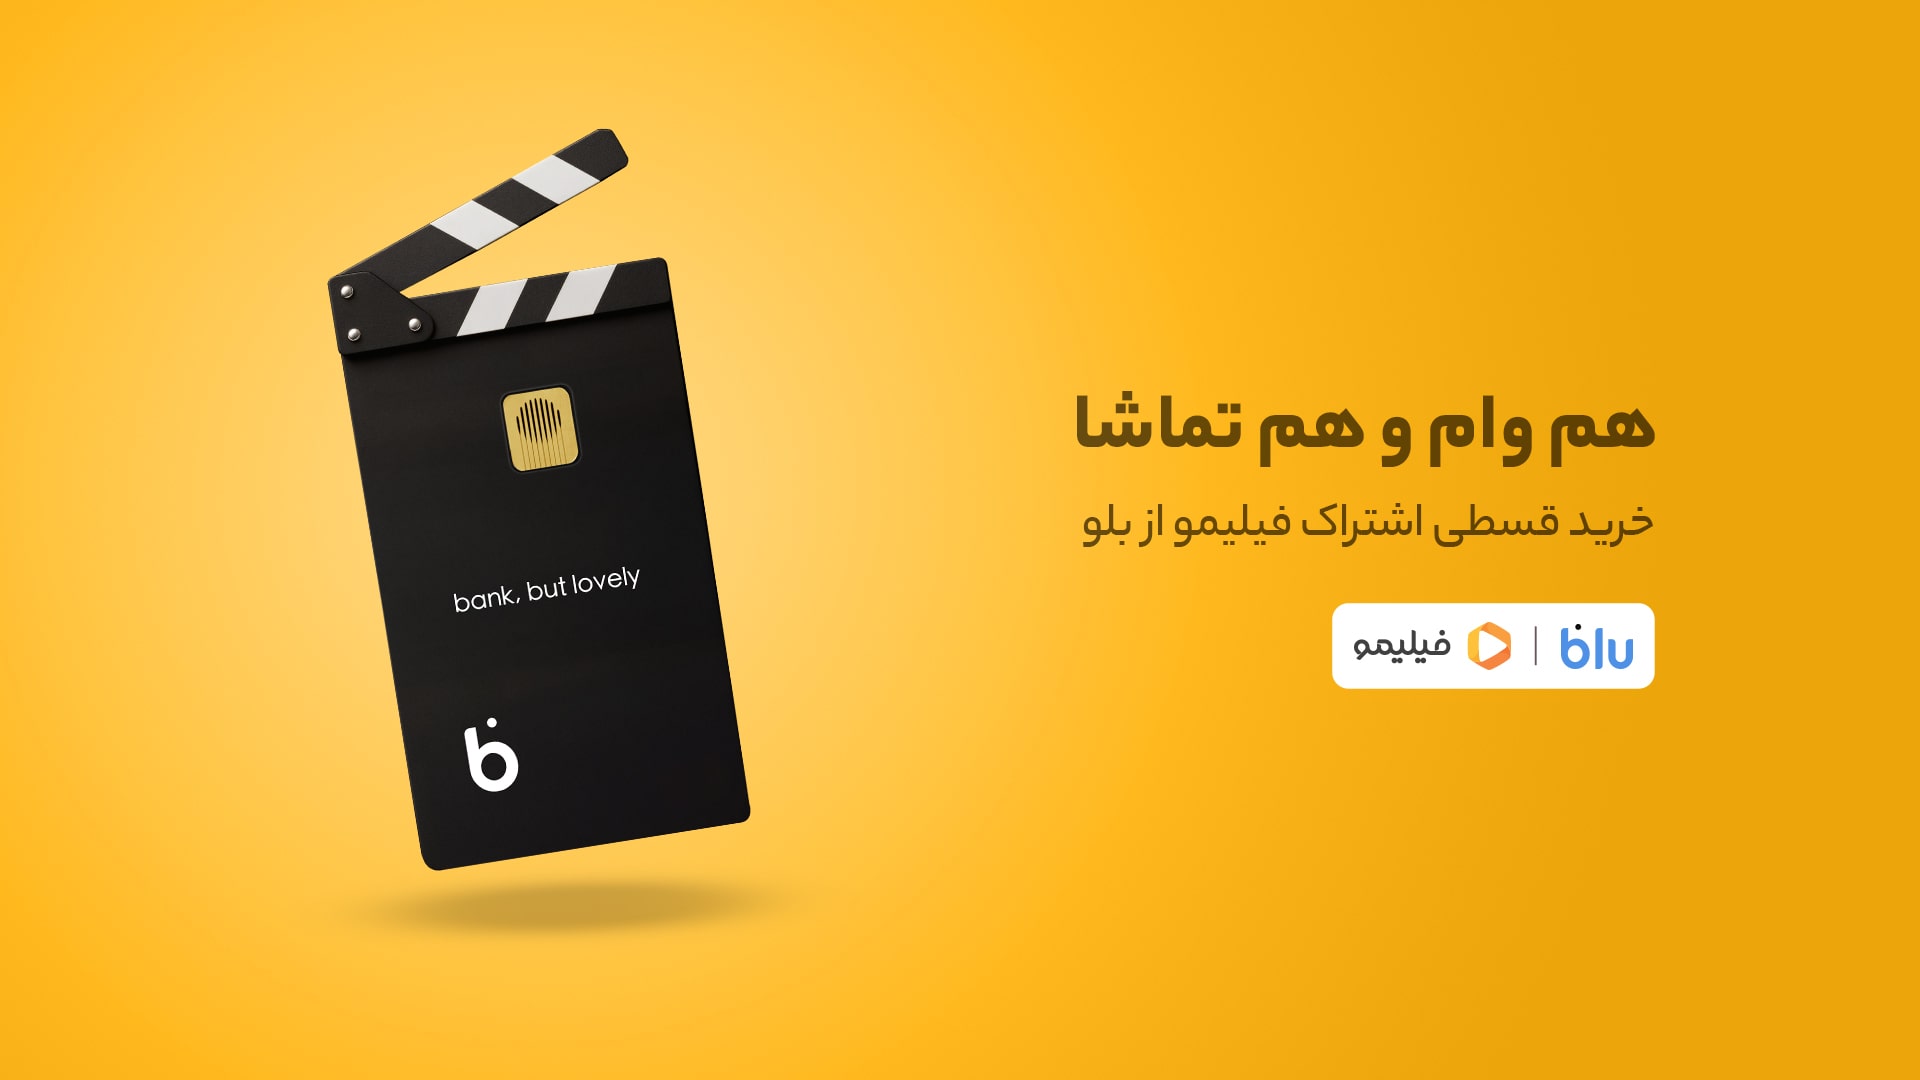 هم وام و هم تماشا
خرید قسطی اشتراک فیلیمو از بلو
blu | فیلیمو
bank, but lovely
b